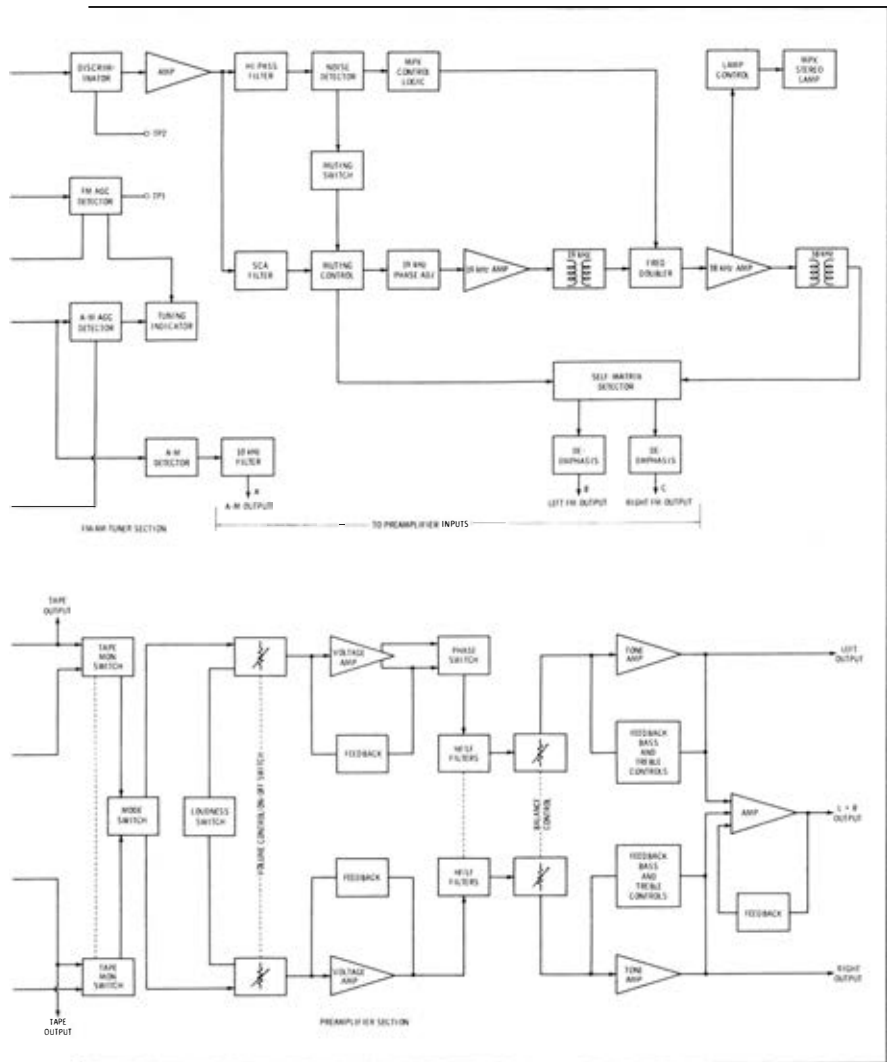 DISCRIM-
INATOR
AMP
HI-PASS
FILTER
NOISE
DETECTOR
MPX
CONTROL
LOGIC
LAMP
CONTROL
MPX
STEREO
LAMP
TP2
MUTING
SWITCH
FM AGC
DETECTOR
TP1
SCA
FILTER
MUTING
CONTROL
19 kHz
PHASE ADJ
19 kHz AMP
19 kHz
FREQ
DOUBLER
38 kHz AMP
38 kHz
A-M AGC
DETECTOR
TUNING
INDICATOR
SELF MATRIX
DETECTOR
A-M
DETECTOR
10 kHz
FILTER
DE-
EMPHASIS
DE-
EMPHASIS
A
A-M OUTPUT
B
LEFT FM OUTPUT
C
RIGHT FM OUTPUT
FM/AM TUNER SECTION
TO PREAMPLIFIER INPUTS
TAPE
OUTPUT
TAPE
MON
SWITCH
VOLTAGE
AMP
PHASE
SWITCH
TONE
AMP
LEFT
OUTPUT
FEEDBACK
HF/LF
FILTERS
FEEDBACK
BASS
AND
TREBLE
CONTROLS
MODE
SWITCH
LOUDNESS
SWITCH
VOLUME CONTROL/ON-OFF SWITCH
BALANCE
CONTROL
AMP
L + R
OUTPUT
FEEDBACK
HF/LF
FILTERS
FEEDBACK
BASS
AND
TREBLE
CONTROLS
FEEDBACK
TAPE
MON
SWITCH
VOLTAGE
AMP
TONE
AMP
RIGHT
OUTPUT
TAPE
OUTPUT
PREAMPLIFIER SECTION